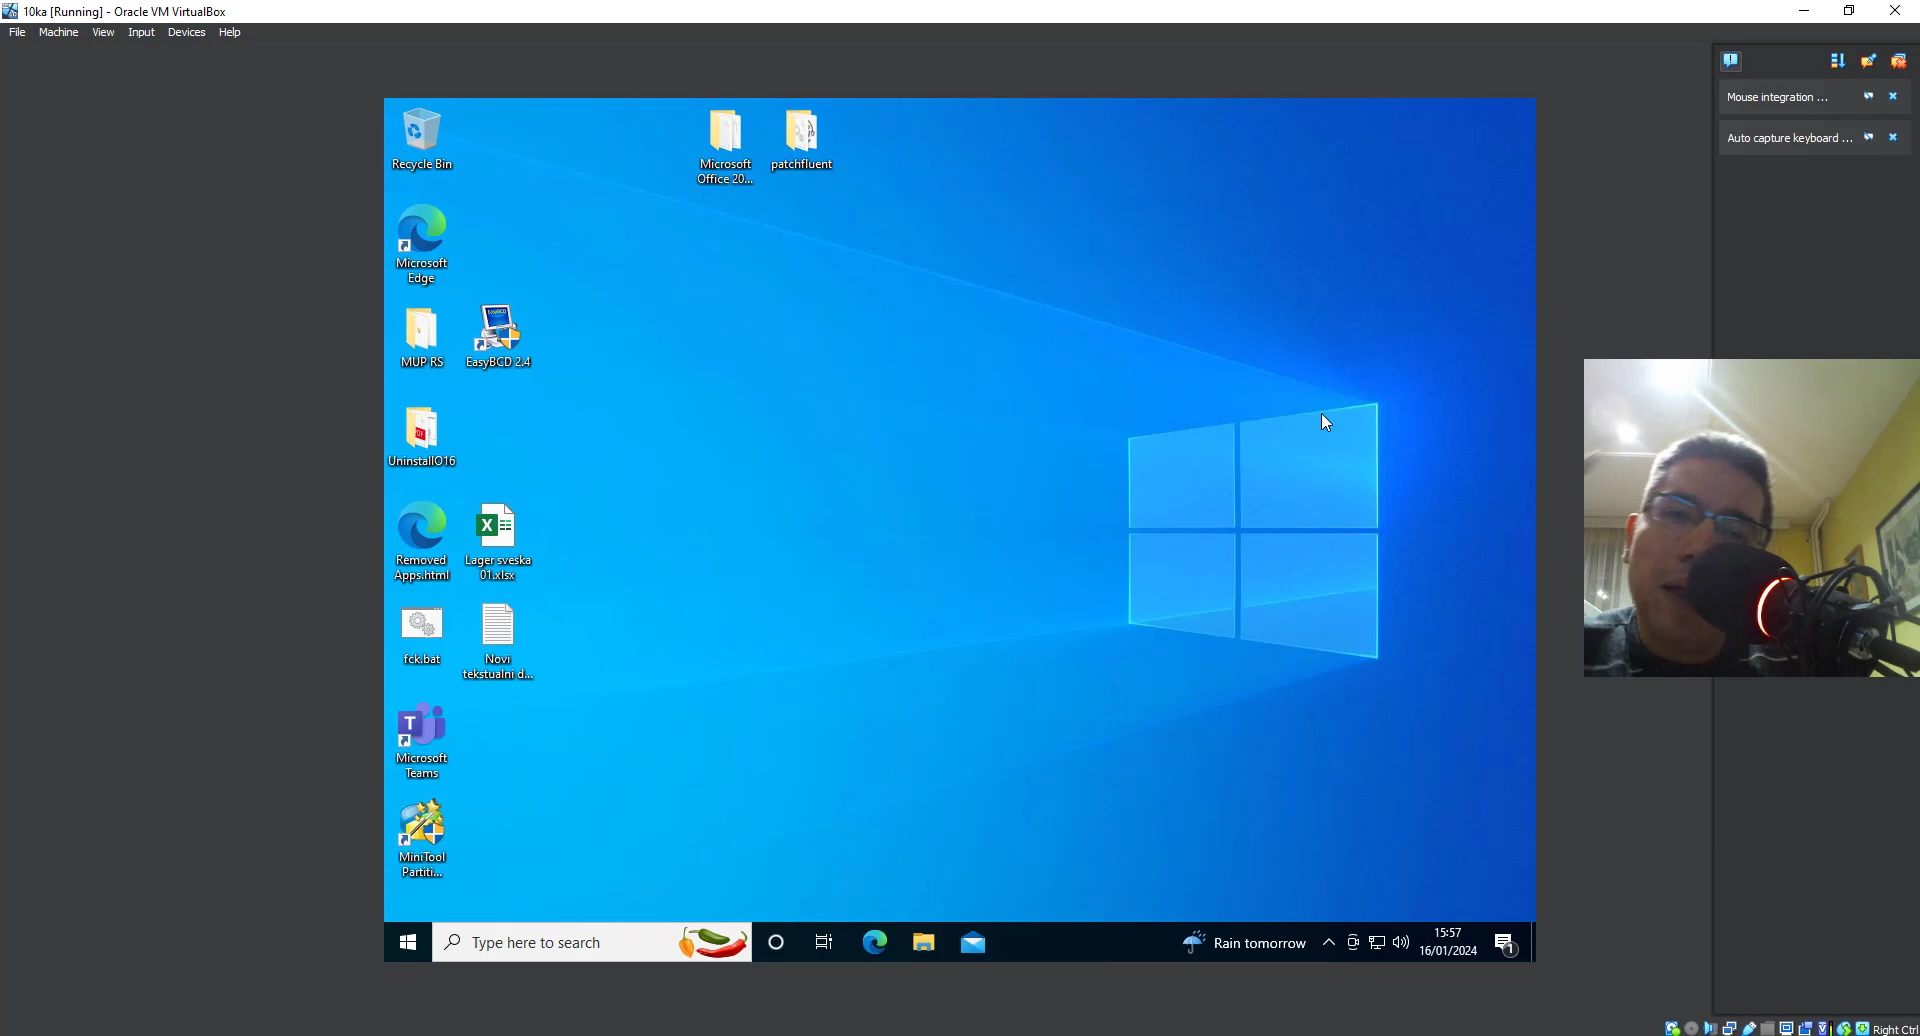 10ka [Running] - Oracle VM VirtualBox
File Machine View Input Devices Help
Mouse integration ...
Auto capture keyboard ...
Recycle Bin
Microsoft
Office 20...
patchfluent
Microsoft
Edge
MUP RS
EasyBCD 2.4
UninstallO16
Removed
Apps.html
Lager sveska
01.xlsx
fck.bat
Novi
tekstualni d...
Microsoft
Teams
MiniTool
Partiti...
Type here to search
Rain tomorrow
15:57
16/01/2024
1
Right Ctrl